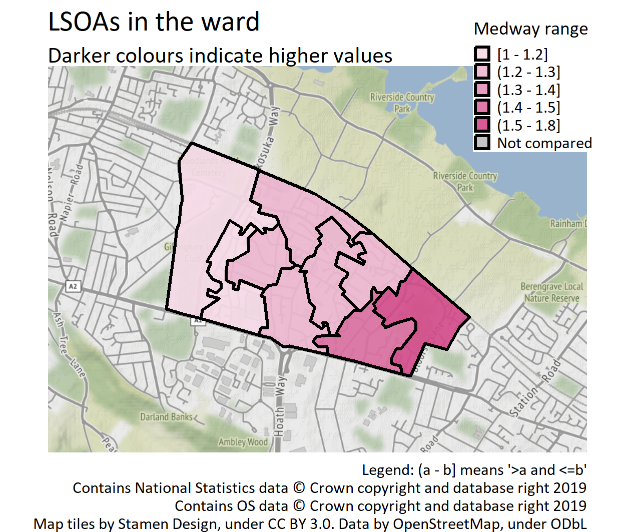 LSOAs in the ward
Darker colours indicate higher values
Medway range
[1 - 1.2]
(1.2 - 1.3]
(1.3 - 1.4]
(1.4 - 1.5]
(1.5 - 1.8]
Not compared
Riverside Country
Park
Riverside Country
Park
Rainham
Berengrave Local
Nature Reserve
Napier Road
Road
A2
Ash Tree Lane
Darland Banks
Ambley Wood
Hoath Way
Station Road
Road
Legend: (a - b] means '>a and <=b'
Contains National Statistics data © Crown copyright and database right 2019
Contains OS data © Crown copyright and database right 2019
Map tiles by Stamen Design, under CC BY 3.0. Data by OpenStreetMap, under ODbL